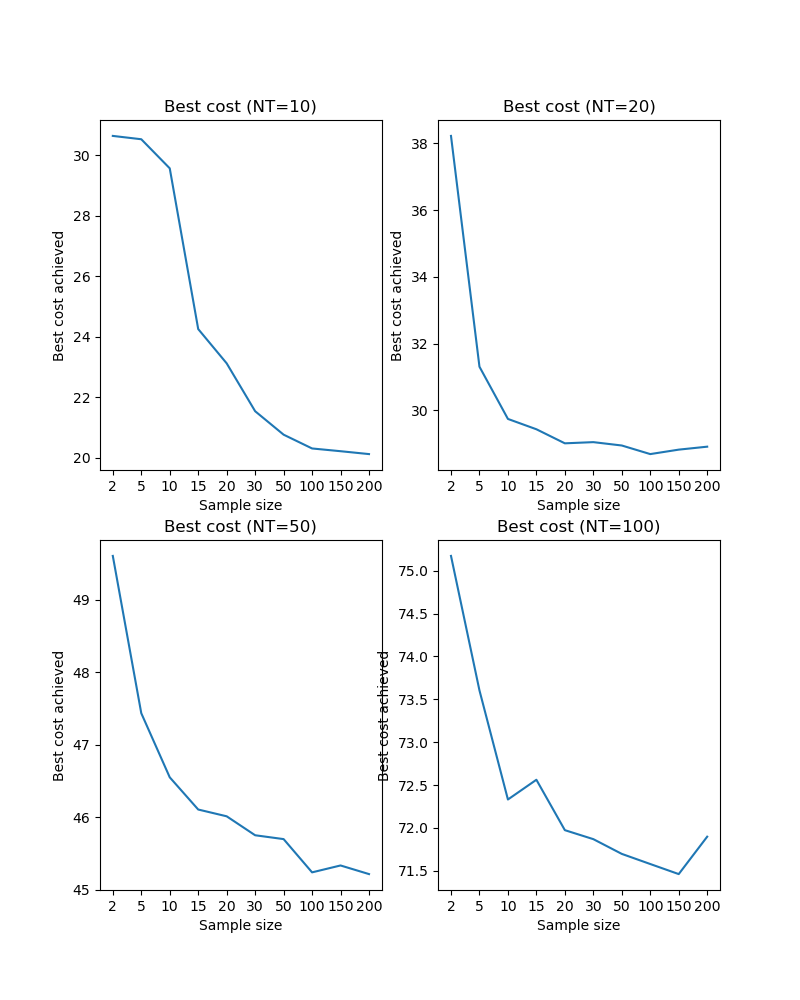 Best cost (NT=10)
Best cost achieved
30
28
26
24
22
20
2 5 10 15 20 30 50 100 150 200
Sample size
Best cost (NT=20)
Best cost achieved
38
36
34
32
30
2 5 10 15 20 30 50 100 150 200
Sample size
Best cost (NT=50)
Best cost achieved
49
48
47
46
45
2 5 10 15 20 30 50 100 150 200
Sample size
Best cost (NT=100)
Best cost achieved
75.0
74.5
74.0
73.5
73.0
72.5
72.0
71.5
2 5 10 15 20 30 50 100 150 200
Sample size